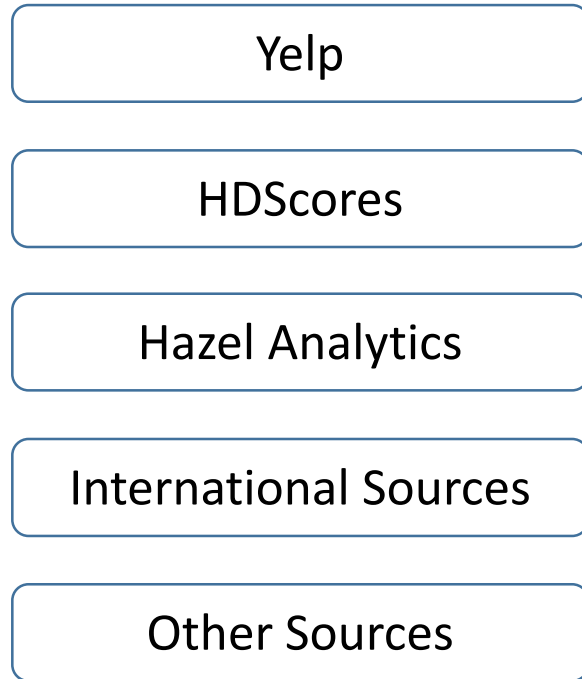 Yelp
HDScores
Hazel Analytics
International Sources
Other Sources